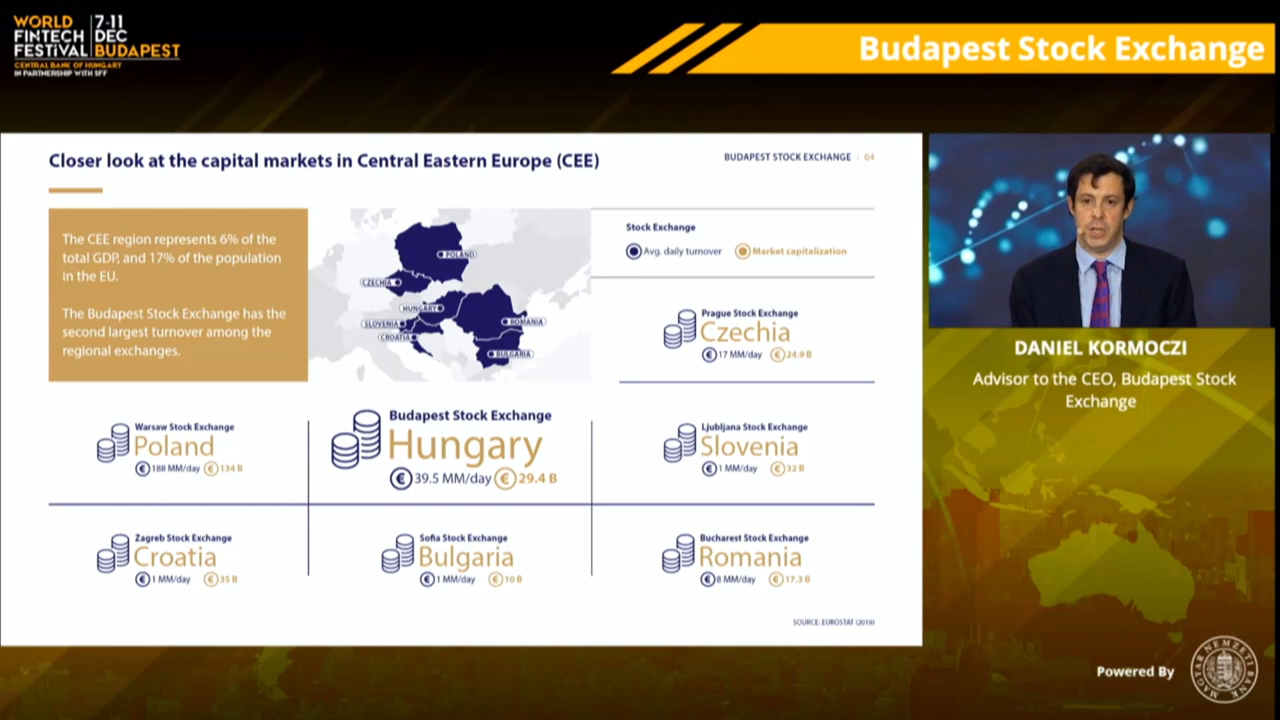 WORLD
FINTECH
FESTIVAL
7-11
DEC
BUDAPEST
CENTRAL BANK OF HUNGARY
IN PARTNERSHIP WITH SFF
Budapest Stock Exchange
Closer look at the capital markets in Central Eastern Europe (CEE)
BUDAPEST STOCK EXCHANGE | 04
The CEE region represents 6% of the
total GDP, and 17% of the population
in the EU.
The Budapest Stock Exchange has the
second largest turnover among the
regional exchanges.
POLAND
CZECHIA
HUNGARY
SLOVENIA
CROATIA
ROMANIA
BULGARIA
Stock Exchange
Avg. daily turnover
Market capitalization
Prague Stock Exchange
Czechia
€ 17 MM/day € 24.9 B
Warsaw Stock Exchange
Poland
€ 188 MM/day € 134 B
Budapest Stock Exchange
Hungary
€ 39.5 MM/day € 29.4 B
Ljubljana Stock Exchange
Slovenia
€ 1 MM/day € 32 B
Zagreb Stock Exchange
Croatia
€ 1 MM/day € 35 B
Sofia Stock Exchange
Bulgaria
€ 1 MM/day € 10 B
Bucharest Stock Exchange
Romania
€ 8 MM/day € 17.3 B
SOURCE: EUROSTAT (2019)
DANIEL KORMOCZI
Advisor to the CEO, Budapest Stock
Exchange
Powered By
MAGYAR NEMZETI BANK